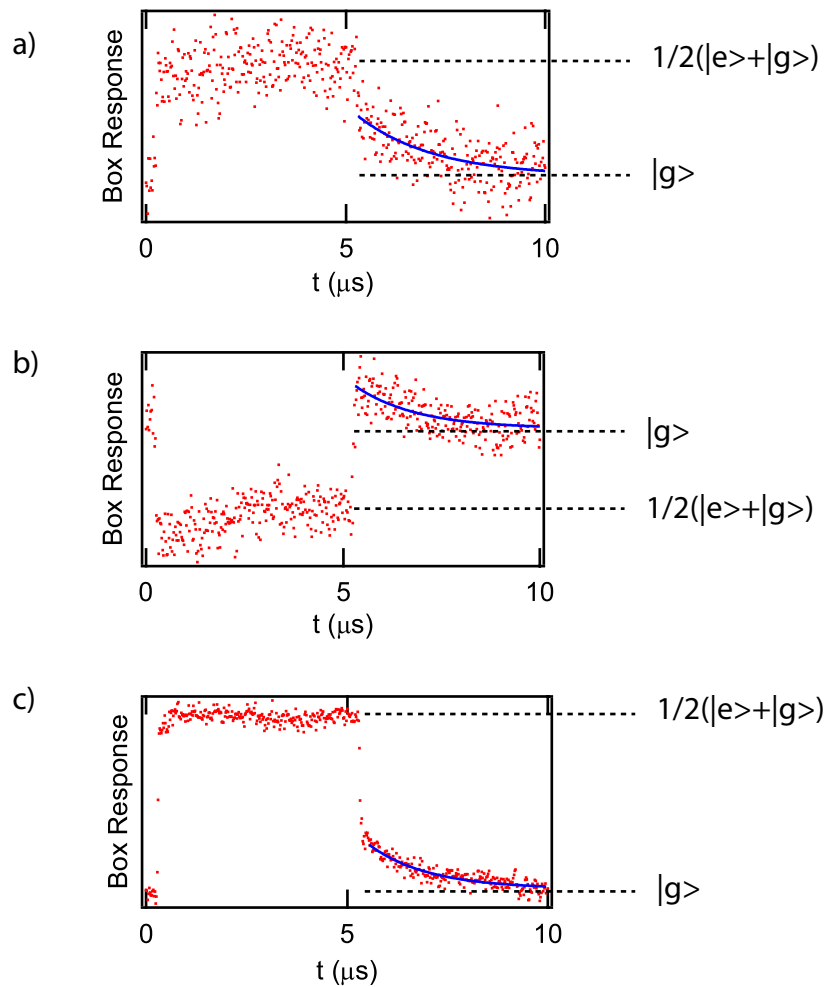 a)
Box Response
1/2(|e>+|g>)
|g>
0
5
10
t (μs)
b)
Box Response
|g>
1/2(|e>+|g>)
0
5
10
t (μs)
c)
Box Response
1/2(|e>+|g>)
|g>
0
5
10
t (μs)